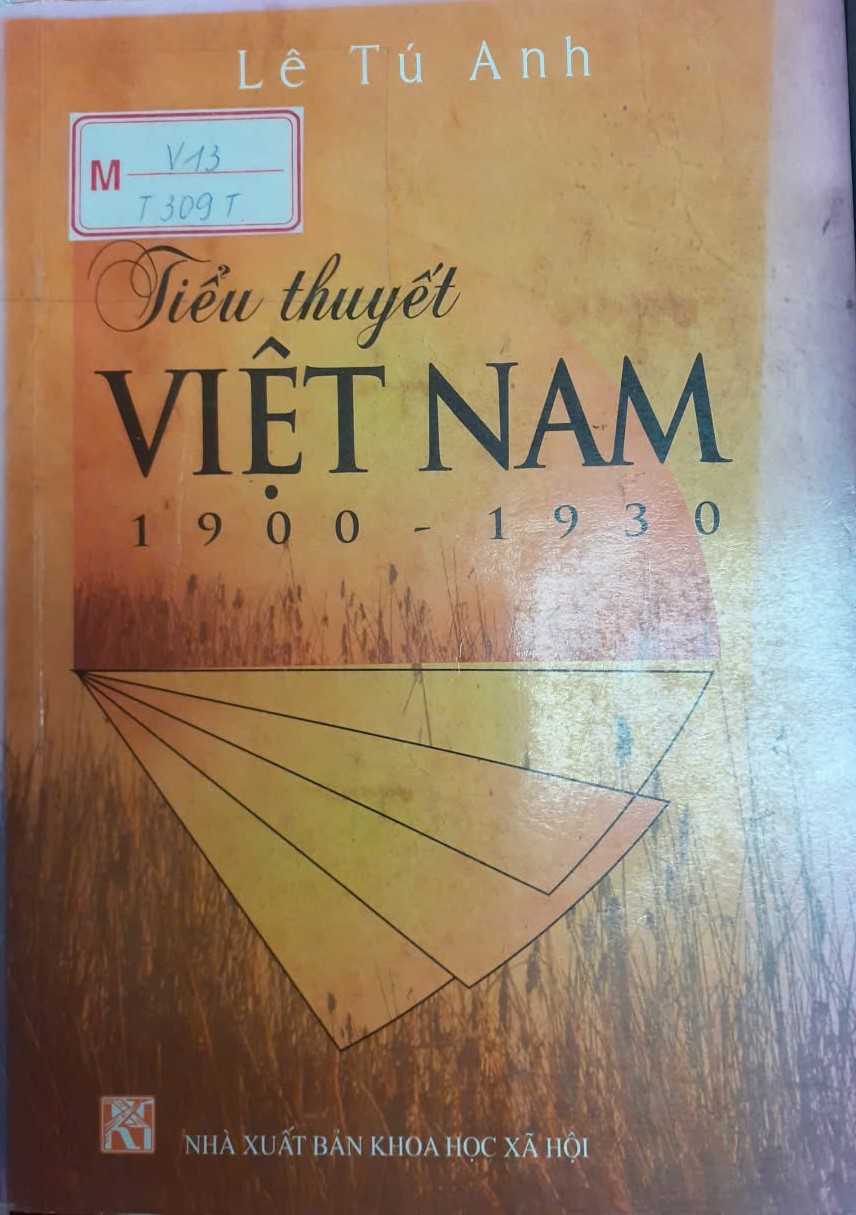 Lê Tú Anh
M
V13
T309T
Tiểu thuyết
VIỆT NAM
1900 - 1930
NHÀ XUẤT BẢN KHOA HỌC XÃ HỘI